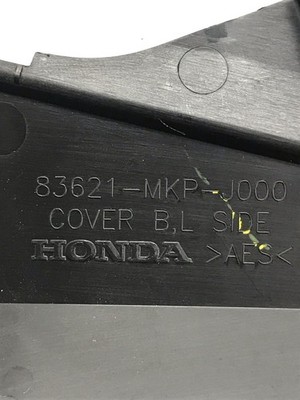 83621-MKP-J000
COVER B,L SIDE
HONDA >AES<